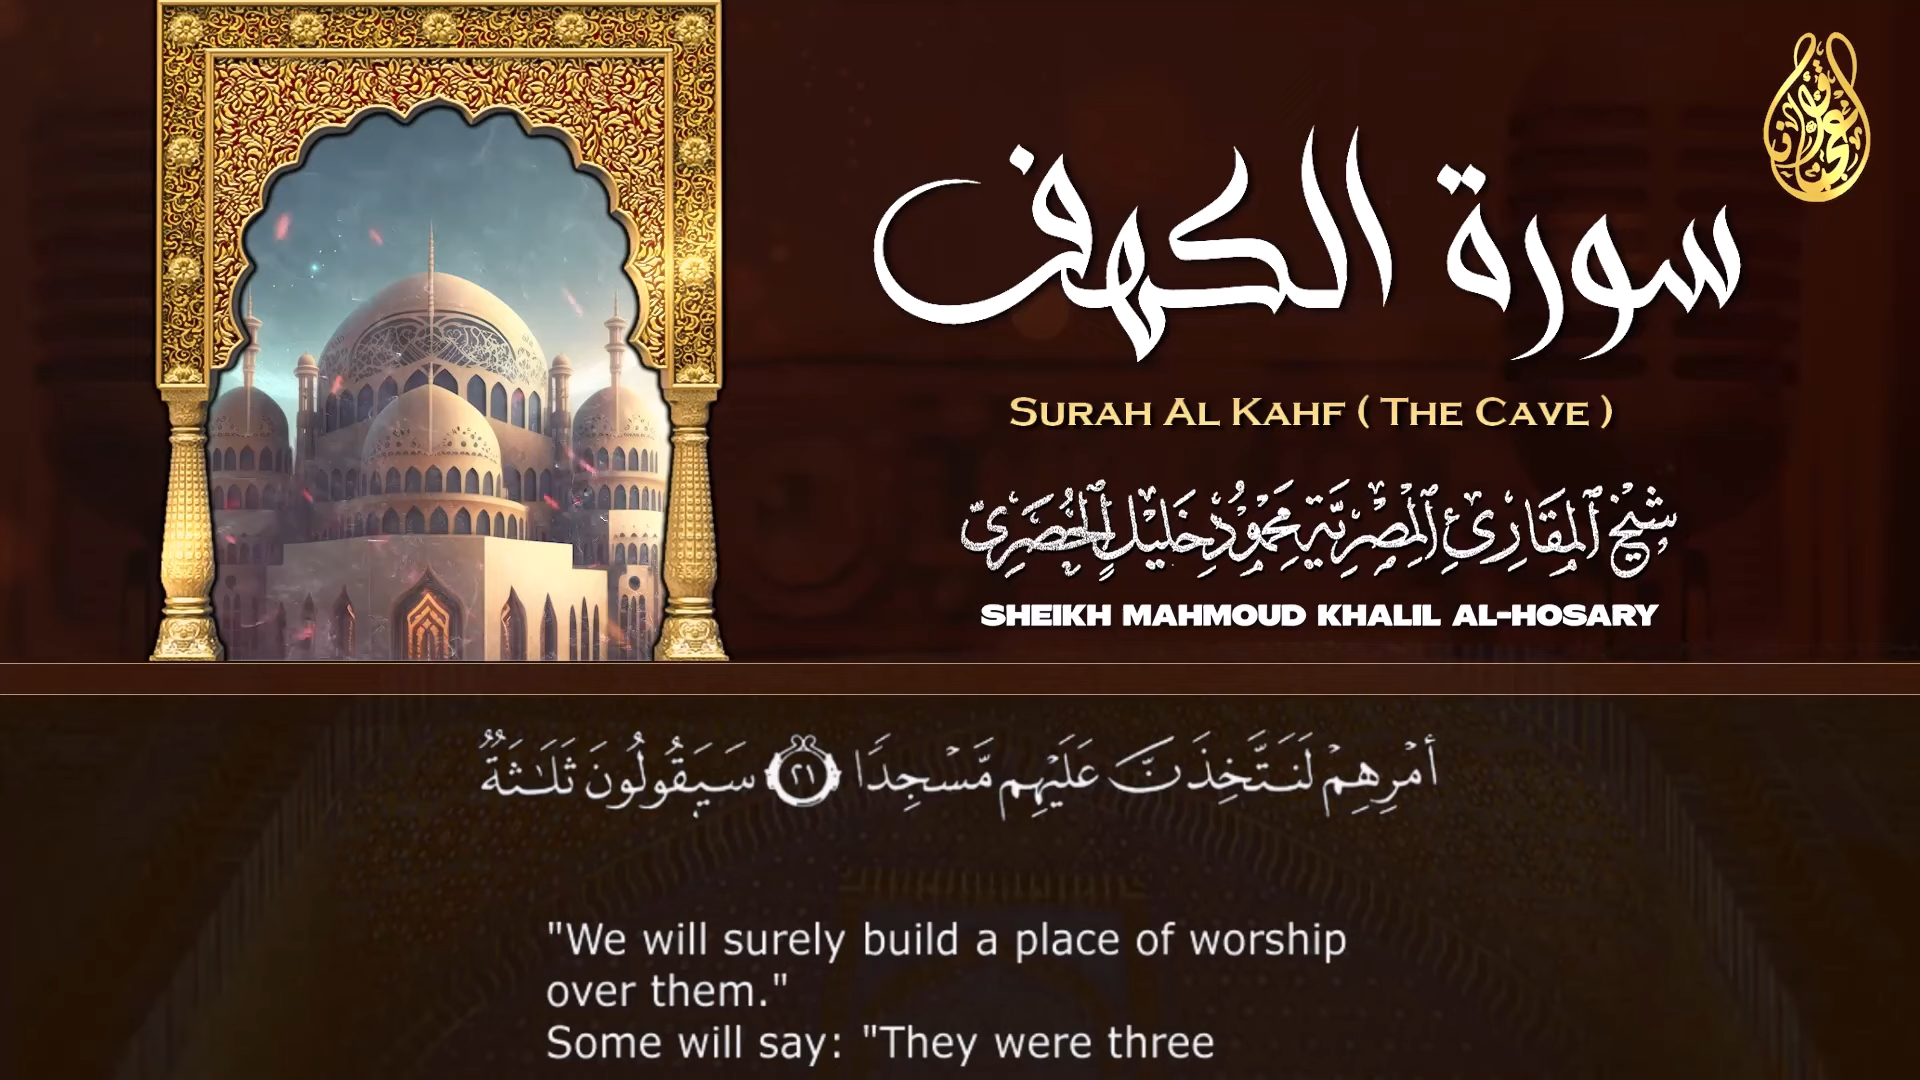 سورة الكهف
SURAH AL KAHF ( THE CAVE )
شيخ المقارئ المصرية محمود خليل الحصري
SHEIKH MAHMOUD KHALIL AL-HOSARY
أَمْرِهِمْ لَنَتَّخِذَنَّ عَلَيْهِم مَّسْجِدًا ٢١ سَيَقُولُونَ ثَلَـٰثَةٌ
"We will surely build a place of worship
over them."
Some will say: "They were three